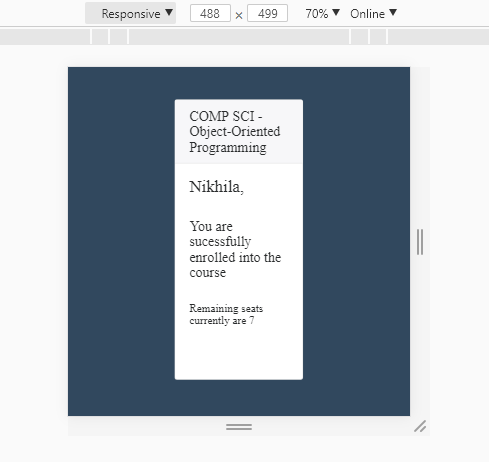 Responsive ▼ 488 x 499 70% ▼ Online ▼
COMP SCI -
Object-Oriented
Programming
Nikhila,
You are
sucessfully
enrolled into the
course
Remaining seats
currently are 7